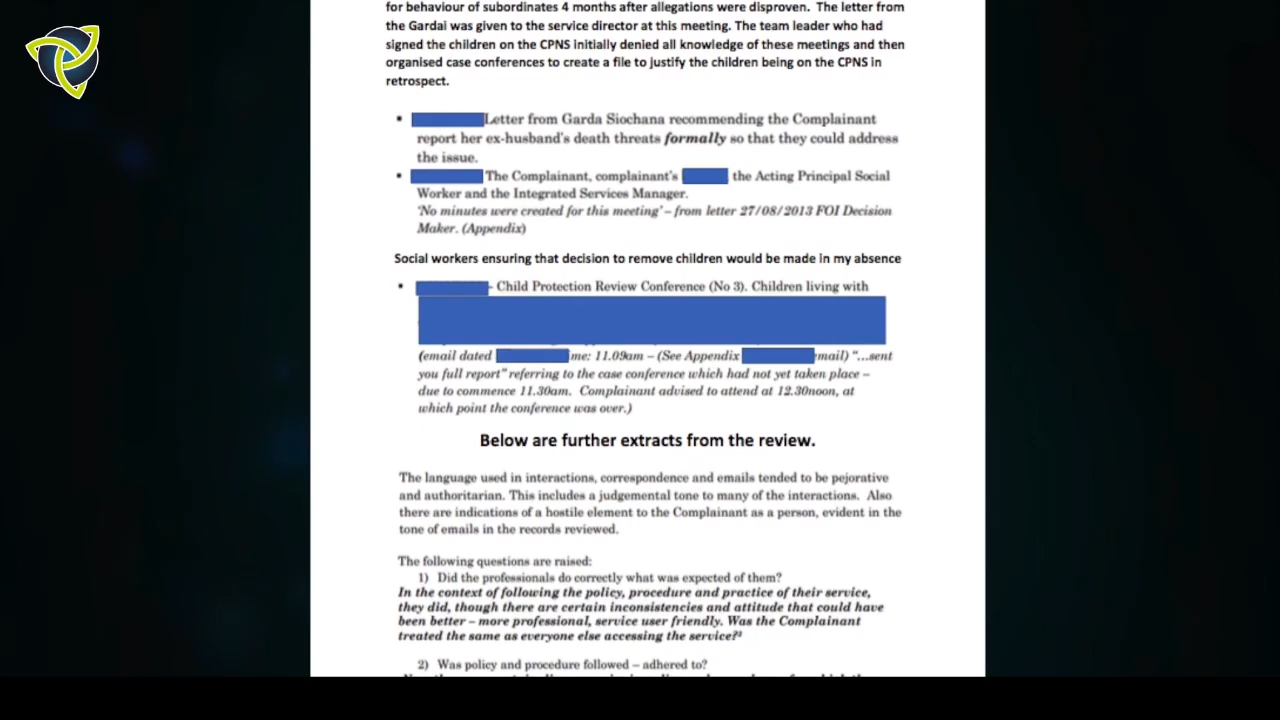 for behaviour of subordinates 4 months after allegations were disproven. The letter from
the Gardai was given to the service director at this meeting. The team leader who had
signed the children on the CPNS initially denied all knowledge of these meetings and then
organised case conferences to create a file to justify the children being on the CPNS in
retrospect.
▪ Letter from Garda Siochana recommending the Complainant
report her ex-husband's death threats formally so that they could address
the issue.
▪ The Complainant, complainant's the Acting Principal Social
Worker and the Integrated Services Manager.
'No minutes were created for this meeting' – from letter 27/08/2013 FOI Decision
Maker. (Appendix)
Social workers ensuring that decision to remove children would be made in my absence
▪ - Child Protection Review Conference (No 3). Children living with
(email dated me: 11.09am – (See Appendix mail) "...sent
you full report" referring to the case conference which had not yet taken place –
due to commence 11.30am. Complainant advised to attend at 12.30noon, at
which point the conference was over.)
Below are further extracts from the review.
The language used in interactions, correspondence and emails tended to be pejorative
and authoritarian. This includes a judgemental tone to many of the interactions. Also
there are indications of a hostile element to the Complainant as a person, evident in the
tone of emails in the records reviewed.
The following questions are raised:
1) Did the professionals do correctly what was expected of them?
In the context of following the policy, procedure and practice of their service,
they did, though there are certain inconsistencies and attitude that could have
been better – more professional, service user friendly. Was the Complainant
treated the same as everyone else accessing the service?³
2) Was policy and procedure followed – adhered to?